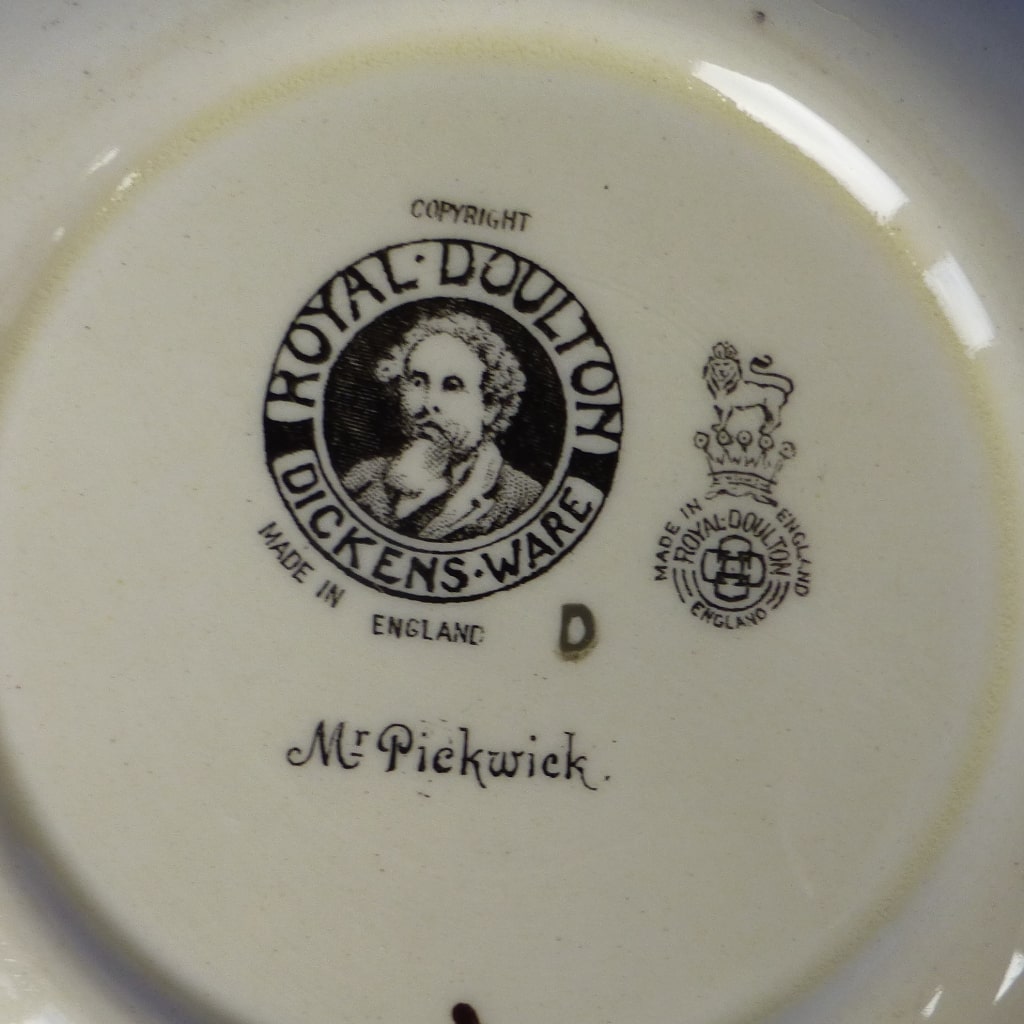 COPYRIGHT
ROYAL·DOULTON
DICKENS·WARE
MADE IN
ENGLAND
D
Mr Pickwick.
MADE IN ENGLAND
ROYAL·DOULTON
ENGLAND